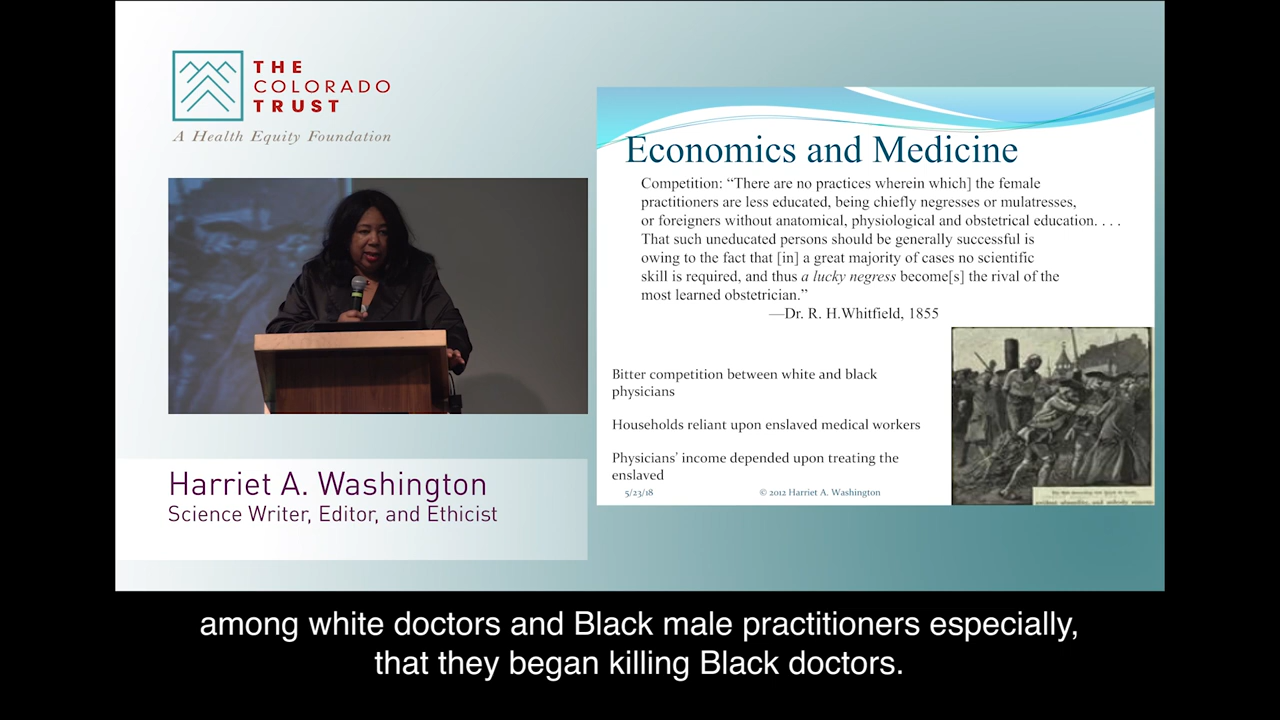 THE
COLORADO
TRUST
A Health Equity Foundation
Economics and Medicine
Competition: “There are no practices wherein which] the female
practitioners are less educated, being chiefly negresses or mulatresses,
or foreigners without anatomical, physiological and obstetrical education. . . .
That such uneducated persons should be generally successful is
owing to the fact that [in] a great majority of cases no scientific
skill is required, and thus a lucky negress become[s] the rival of the
most learned obstetrician.”
—Dr. R. H.Whitfield, 1855
Bitter competition between white and black
physicians
Households reliant upon enslaved medical workers
Physicians’ income depended upon treating the
enslaved
5/23/18
© 2012 Harriet A. Washington
Harriet A. Washington
Science Writer, Editor, and Ethicist
among white doctors and Black male practitioners especially,
that they began killing Black doctors.